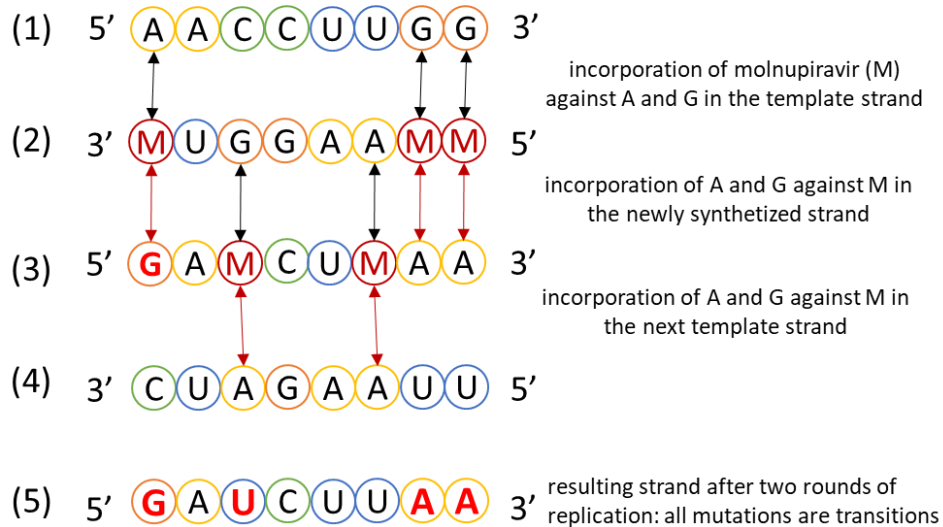 (1) 5’ A A C C U U G G 3’
incorporation of molnupiravir (M)
against A and G in the template strand
(2) 3’ M U G G A A M M 5’
incorporation of A and G against M in
the newly synthetized strand
(3) 5’ G A M C U M A A 3’
incorporation of A and G against M in
the next template strand
(4) 3’ C U A G A A U U 5’
(5) 5’ G A U C U U A A 3’
resulting strand after two rounds of
replication: all mutations are transitions